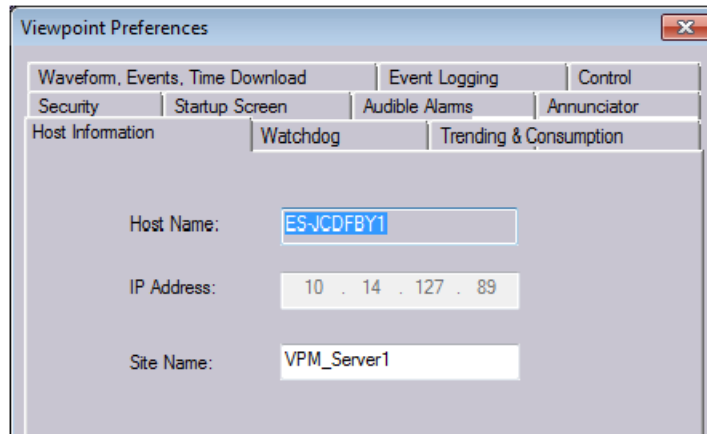 Viewpoint Preferences
Waveform, Events, Time Download Event Logging Control
Security Startup Screen Audible Alarms Annunciator
Host Information Watchdog Trending & Consumption
Host Name: ES-JCDFBY1
IP Address: 10 . 14 . 127 . 89
Site Name: VPM_Server1